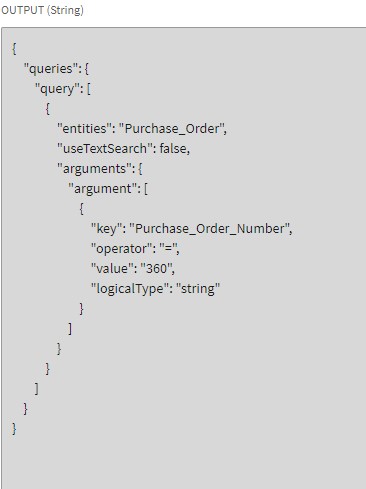 OUTPUT (String)
{
"queries": {
"query": [
{
"entities": "Purchase_Order",
"useTextSearch": false,
"arguments": {
"argument": [
{
"key": "Purchase_Order_Number",
"operator": "=",
"value": "360",
"logicalType": "string"
}
]
}
}
]
}
}